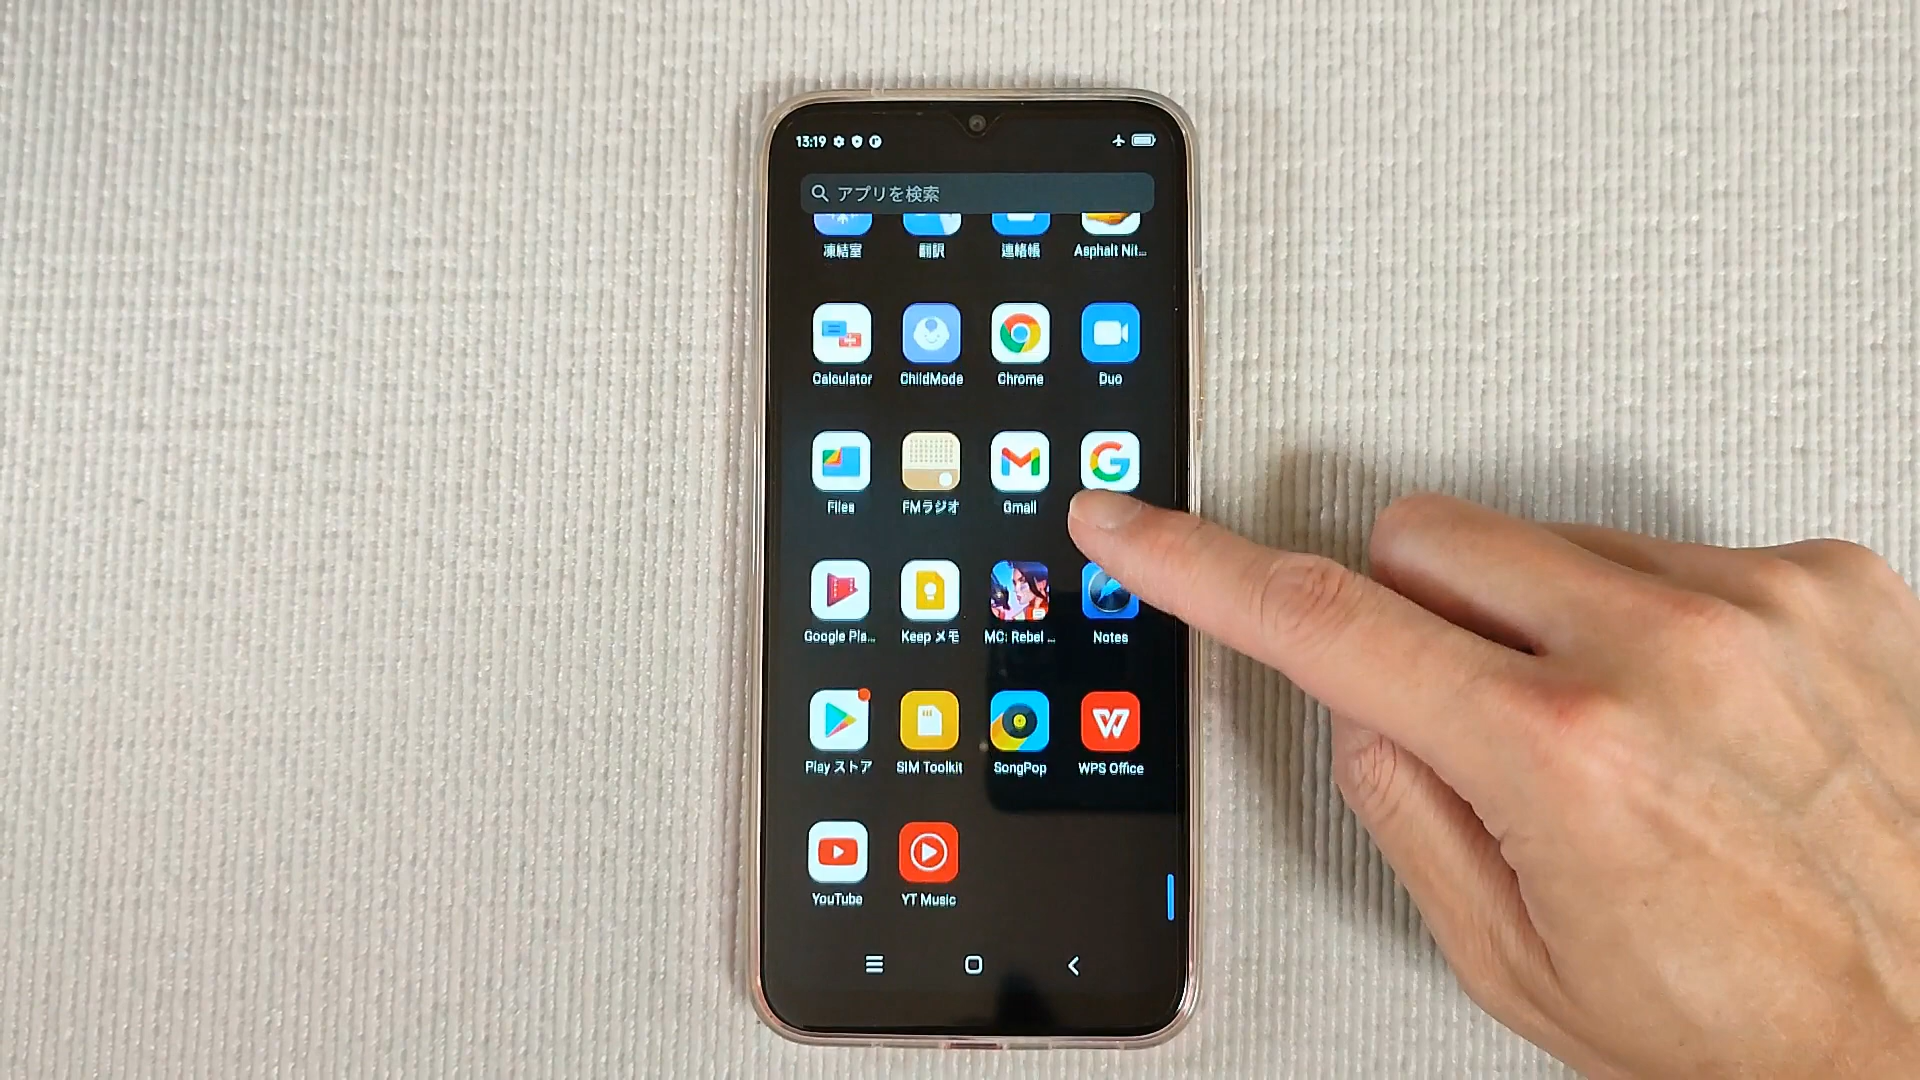 13:19
アプリを検索
凍結室 翻訳 連絡帳 Asphalt Nit...
Calculator ChildMode Chrome Duo
Files FMラジオ Gmail
Google Pla... Keep メモ MC: Rebel ... Notes
Play ストア SIM Toolkit SongPop WPS Office
YouTube YT Music